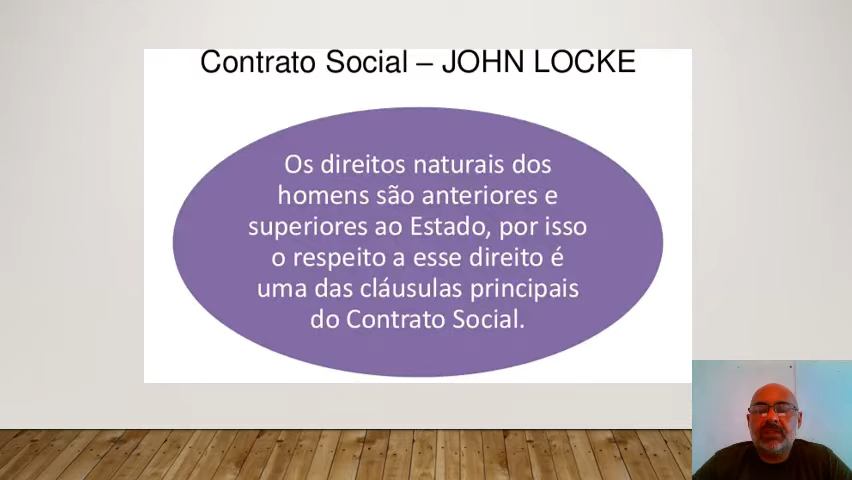 Contrato Social – JOHN LOCKE
Os direitos naturais dos
homens são anteriores e
superiores ao Estado, por isso
o respeito a esse direito é
uma das cláusulas principais
do Contrato Social.